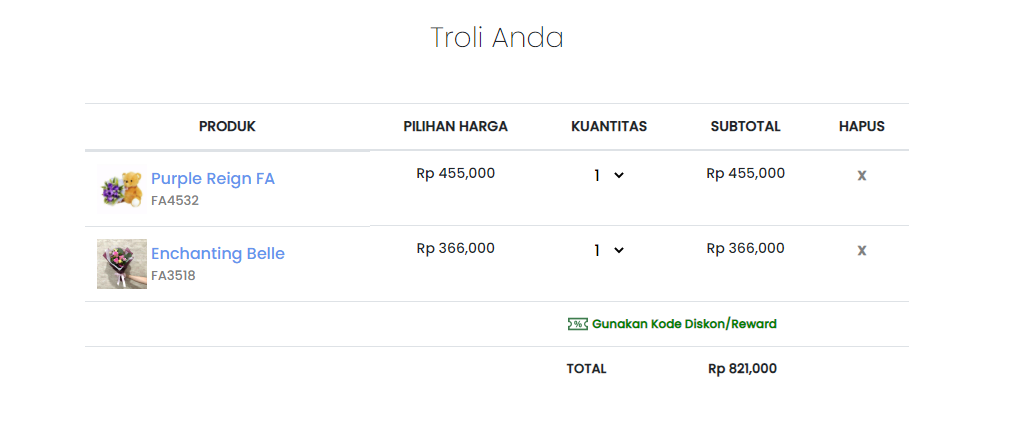 Troli Anda
PRODUK PILIHAN HARGA KUANTITAS SUBTOTAL HAPUS
Purple Reign FA Rp 455,000 1 Rp 455,000 x
FA4532
Enchanting Belle Rp 366,000 1 Rp 366,000 x
FA3518
% Gunakan Kode Diskon/Reward
TOTAL Rp 821,000